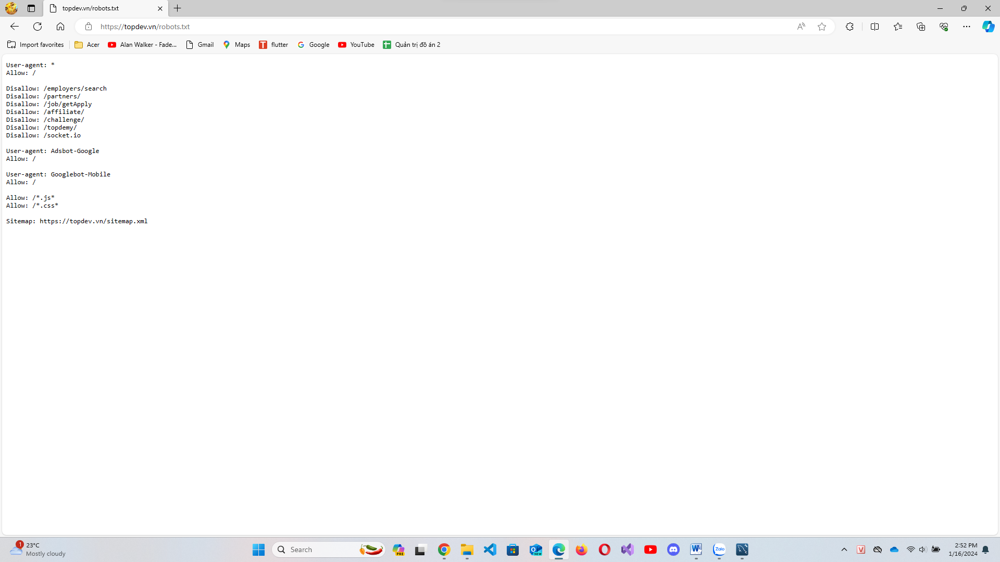 topdev.vn/robots.txt
https://topdev.vn/robots.txt
Import favorites
Acer
Alan Walker - Fade...
Gmail
Maps
flutter
Google
YouTube
Quản trị đồ án 2
User-agent: *
Allow: /
Disallow: /employers/search
Disallow: /partners/
Disallow: /job/getApply
Disallow: /affiliate/
Disallow: /challenge/
Disallow: /topdemy/
Disallow: /socket.io
User-agent: Adsbot-Google
Allow: /
User-agent: Googlebot-Mobile
Allow: /
Allow: /*.js*
Allow: /*.css*
Sitemap: https://topdev.vn/sitemap.xml
1
23°C
Mostly cloudy
Search
PRE
NEW
Zalo
V
2:52 PM
1/16/2024